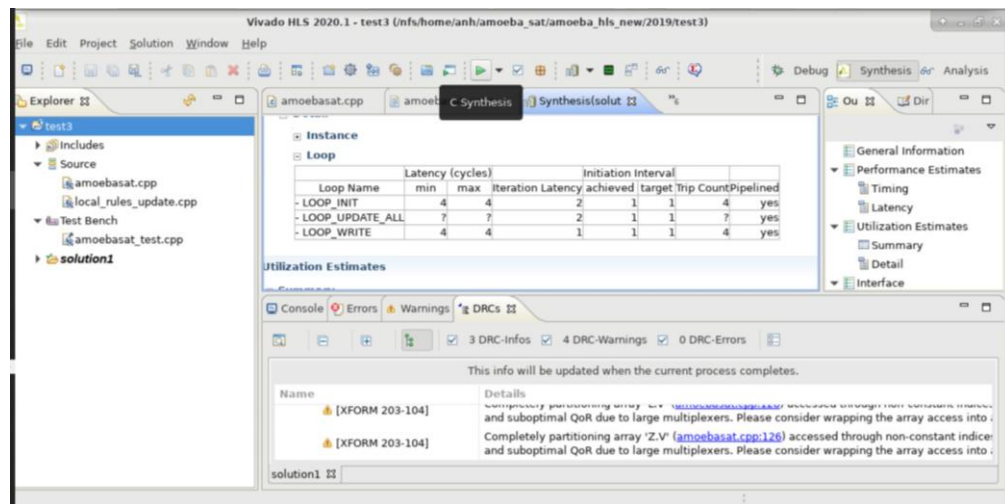 Vivado HLS 2020.1 - test3 (/nfs/home/anh/amoeba_sat/amoeba_hls_new/2019/test3)
File Edit Project Solution Window Help
Debug Synthesis Analysis
Explorer
test3
Includes
Source
amoebasat.cpp
local_rules_update.cpp
Test Bench
amoebasat_test.cpp
solution1
amoebasat.cpp amoeb Synthesis(solut "5
C Synthesis
Instance
Loop
Latency (cycles) Initiation Interval
Loop Name min max Iteration Latency achieved target Trip Count Pipelined
- LOOP_INIT 4 4 2 1 1 4 yes
- LOOP_UPDATE_ALL ? ? 2 1 1 ? yes
- LOOP_WRITE 4 4 1 1 1 4 yes
Utilization Estimates
Ou Dir
General Information
Performance Estimates
Timing
Latency
Utilization Estimates
Summary
Detail
Interface
Console Errors Warnings DRCs
3 DRC-Infos 4 DRC-Warnings 0 DRC-Errors
This info will be updated when the current process completes.
Name Details
[XFORM 203-104]
and suboptimal QoR due to large multiplexers. Please consider wrapping the array access into
[XFORM 203-104]
Completely partitioning array 'Z.V' (amoebasat.cpp:126) accessed through non-constant indices
and suboptimal QoR due to large multiplexers. Please consider wrapping the array access into
solution1